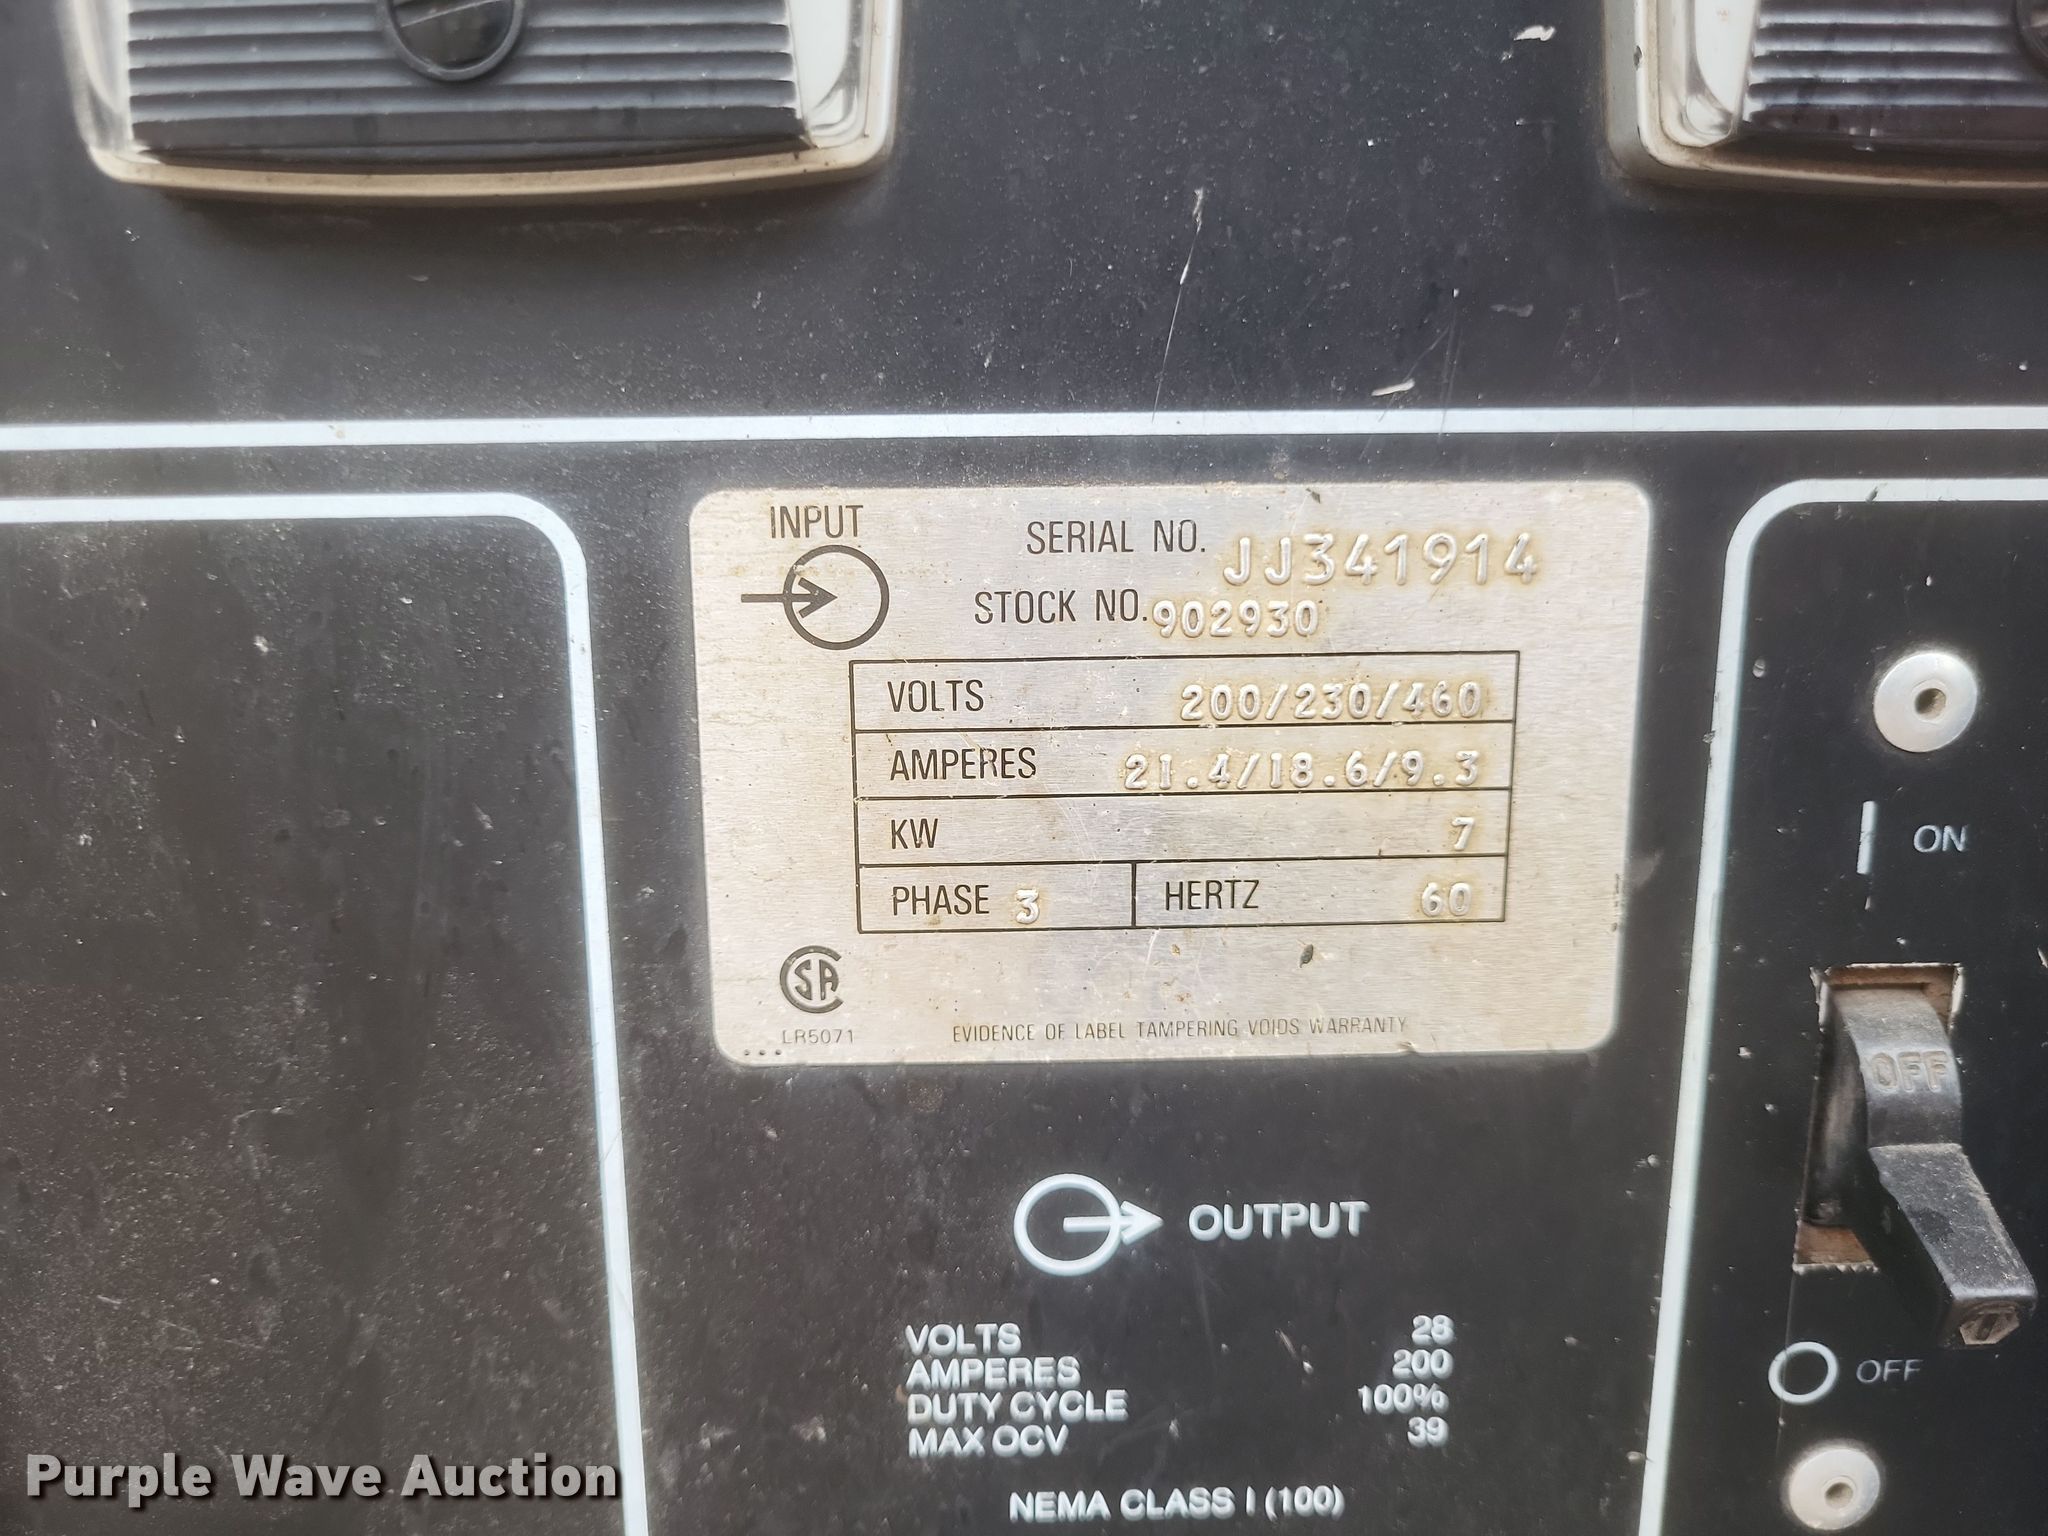 INPUT
SERIAL NO. JJ341914
STOCK NO. 902930
VOLTS 200/230/460
AMPERES 21.4/18.6/9.3
KW 7
PHASE 3 HERTZ 60
CSA
LR5071
EVIDENCE OF LABEL TAMPERING VOIDS WARRANTY
ON
OFF
OFF
OUTPUT
VOLTS 28
AMPERES 200
DUTY CYCLE 100%
MAX OCV 39
NEMA CLASS I (100)
Purple Wave Auction